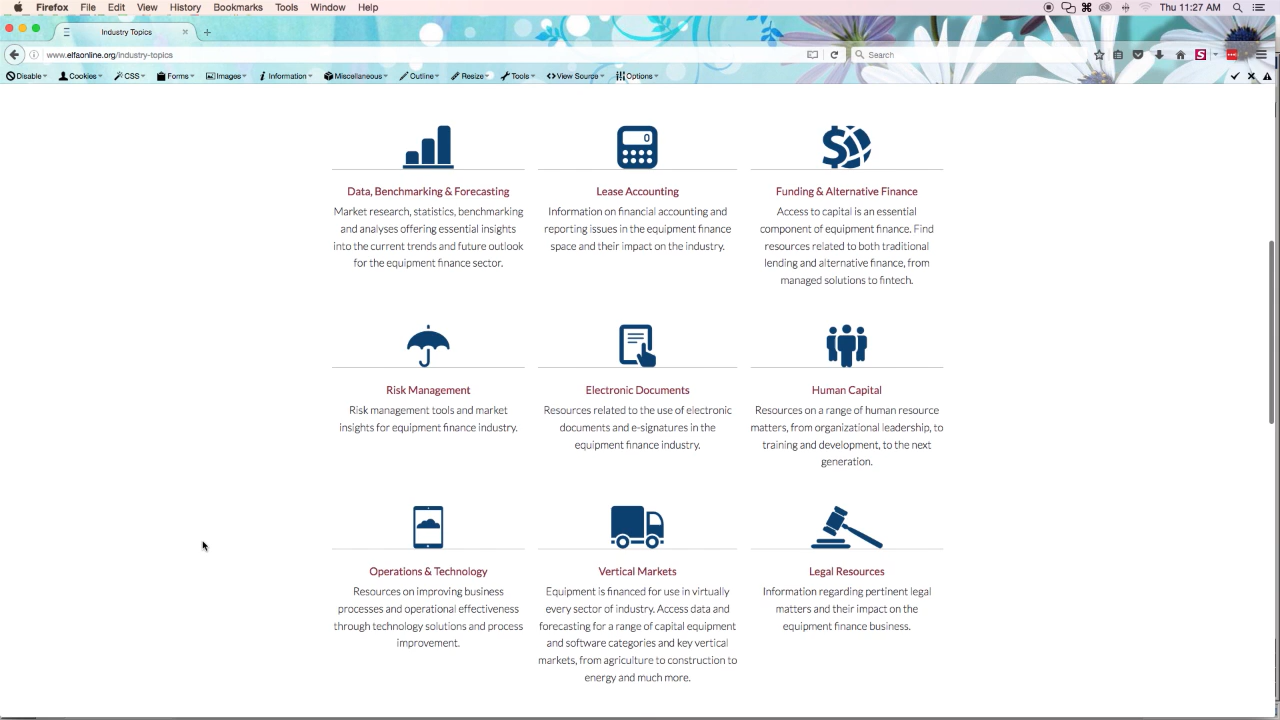 Firefox File Edit View History Bookmarks Tools Window Help Thu 11:27 AM
Industry Topics
www.elfaonline.org/industry-topics Search
Disable Cookies CSS Forms Images Information Miscellaneous Outline Resize Tools View Source Options
Data, Benchmarking & Forecasting
Market research, statistics, benchmarking
and analyses offering essential insights
into the current trends and future outlook
for the equipment finance sector.
Lease Accounting
Information on financial accounting and
reporting issues in the equipment finance
space and their impact on the industry.
Funding & Alternative Finance
Access to capital is an essential
component of equipment finance. Find
resources related to both traditional
lending and alternative finance, from
managed solutions to fintech.
Risk Management
Risk management tools and market
insights for equipment finance industry.
Electronic Documents
Resources related to the use of electronic
documents and e-signatures in the
equipment finance industry.
Human Capital
Resources on a range of human resource
matters, from organizational leadership, to
training and development, to the next
generation.
Operations & Technology
Resources on improving business
processes and operational effectiveness
through technology solutions and process
improvement.
Vertical Markets
Equipment is financed for use in virtually
every sector of industry. Access data and
forecasting for a range of capital equipment
and software categories and key vertical
markets, from agriculture to construction to
energy and much more.
Legal Resources
Information regarding pertinent legal
matters and their impact on the
equipment finance business.